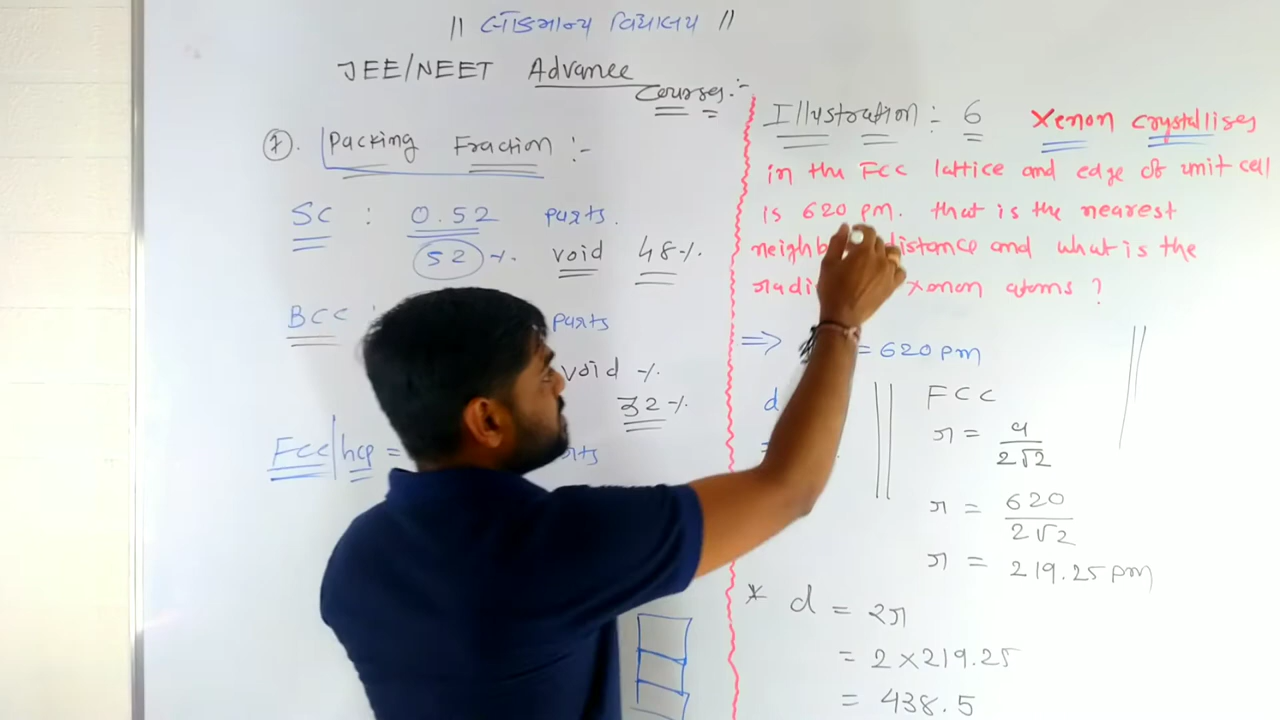 || લોકમાન્ય વિદ્યાલય ||
JEE/NEET Advance
Courses:-
7. Packing Fraction :-
SC : 0.52 parts.
52 %. void 48%.
BCC : parts
void %
32%
Fcc|hcp =
Illustration:- 6 Xenon crystallises
in the FCC lattice and edge of unit cell
is 620 pm. that is the nearest
distance and what is the
xenon atoms ?
⇒ = 620 pm
d
FCC
r = a/2√2
r = 620/2√2
r = 219.25 pm
* d = 2r
= 2×219.25
= 438.5